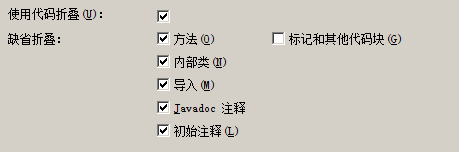 使用代码折叠(U):
缺省折叠: 方法(O) 标记和其他代码块(G)
内部类(N)
导入(M)
Javadoc 注释
初始注释(L)